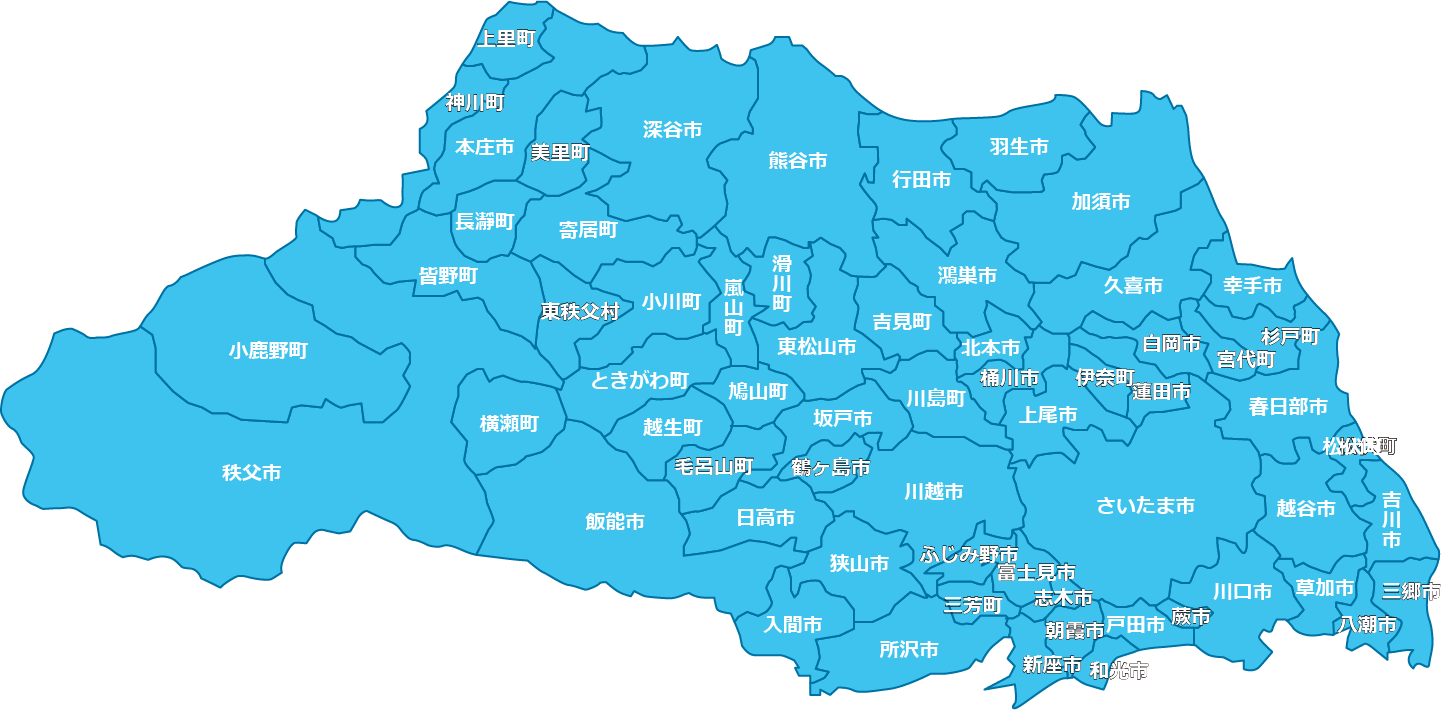 上里町
神川町
本庄市
美里町
深谷市
熊谷市
行田市
羽生市
加須市
長瀞町
寄居町
皆野町
東秩父村
小川町
嵐山町
滑川町
吉見町
鴻巣市
久喜市
幸手市
小鹿野町
ときがわ町
東松山市
北本市
白岡市
杉戸町
宮代町
横瀬町
越生町
鳩山町
坂戸市
川島町
桶川市
上尾市
伊奈町
蓮田市
春日部市
秩父市
毛呂山町
鶴ヶ島市
川越市
さいたま市
越谷市
松伏町
吉川市
飯能市
日高市
狭山市
ふじみ野市
富士見市
三芳町
志木市
川口市
草加市
三郷市
入間市
所沢市
朝霞市
戸田市
蕨市
八潮市
新座市
和光市